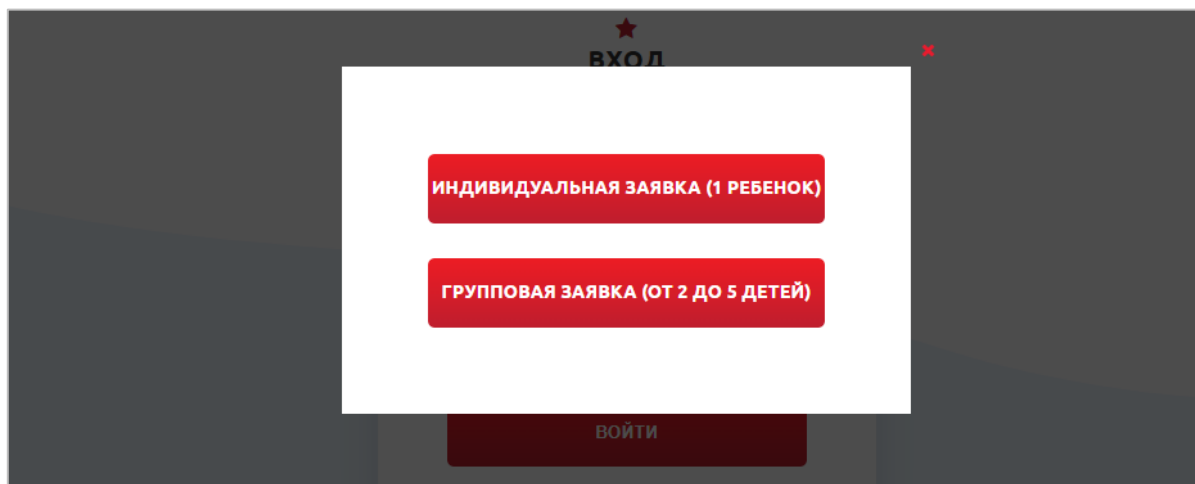 ВХОД
ИНДИВИДУАЛЬНАЯ ЗАЯВКА (1 РЕБЕНОК)
ГРУППОВАЯ ЗАЯВКА (ОТ 2 ДО 5 ДЕТЕЙ)
ВОЙТИ